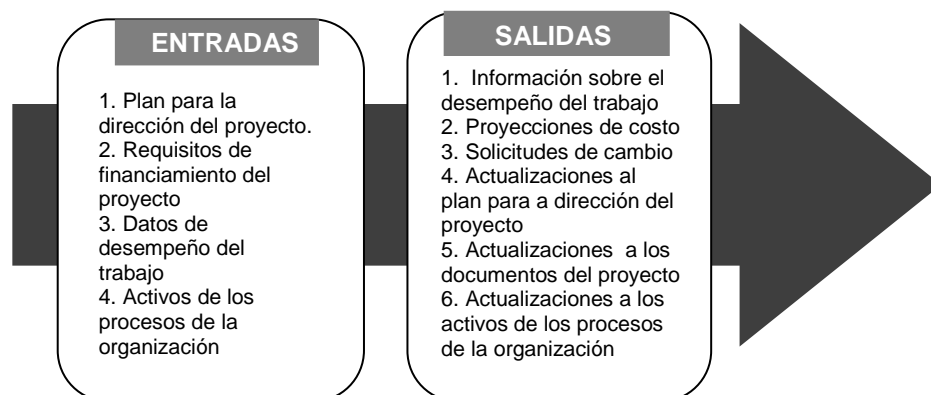 ENTRADAS
1. Plan para la
dirección del proyecto.
2. Requisitos de
financiamiento del
proyecto
3. Datos de
desempeño del
trabajo
4. Activos de los
procesos de la
organización
SALIDAS
1. Información sobre el
desempeño del trabajo
2. Proyecciones de costo
3. Solicitudes de cambio
4. Actualizaciones al
plan para a dirección del
proyecto
5. Actualizaciones a los
documentos del proyecto
6. Actualizaciones a los
activos de los procesos
de la organización